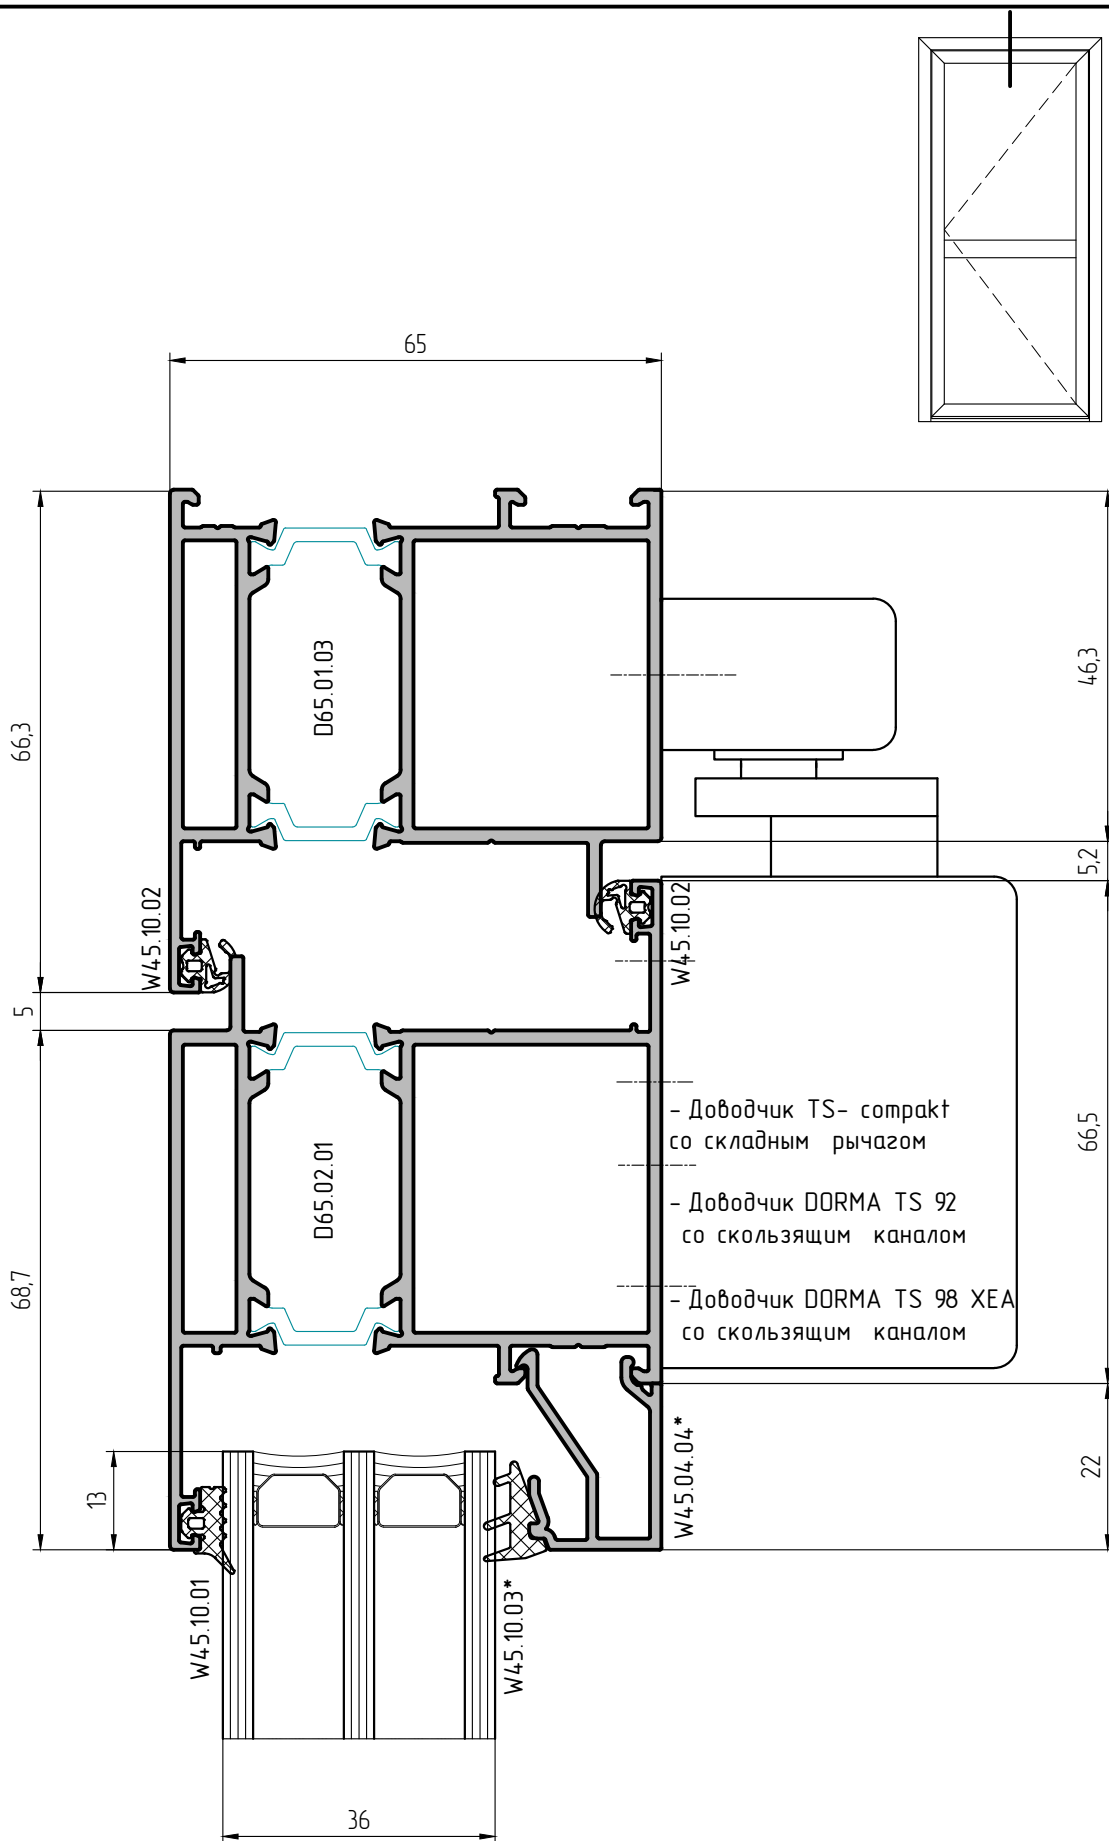 65
66,3
46,3
D65.01.03
5,2
W45.10.02
W45.10.02
5
68,7
66,5
D65.02.01
- Доводчик TS- compakt
со складным рычагом
- Доводчик DORMA TS 92
со скользящим каналом
- Доводчик DORMA TS 98 XEA
со скользящим каналом
W45.04.04*
22
13
W45.10.01
W45.10.03*
36